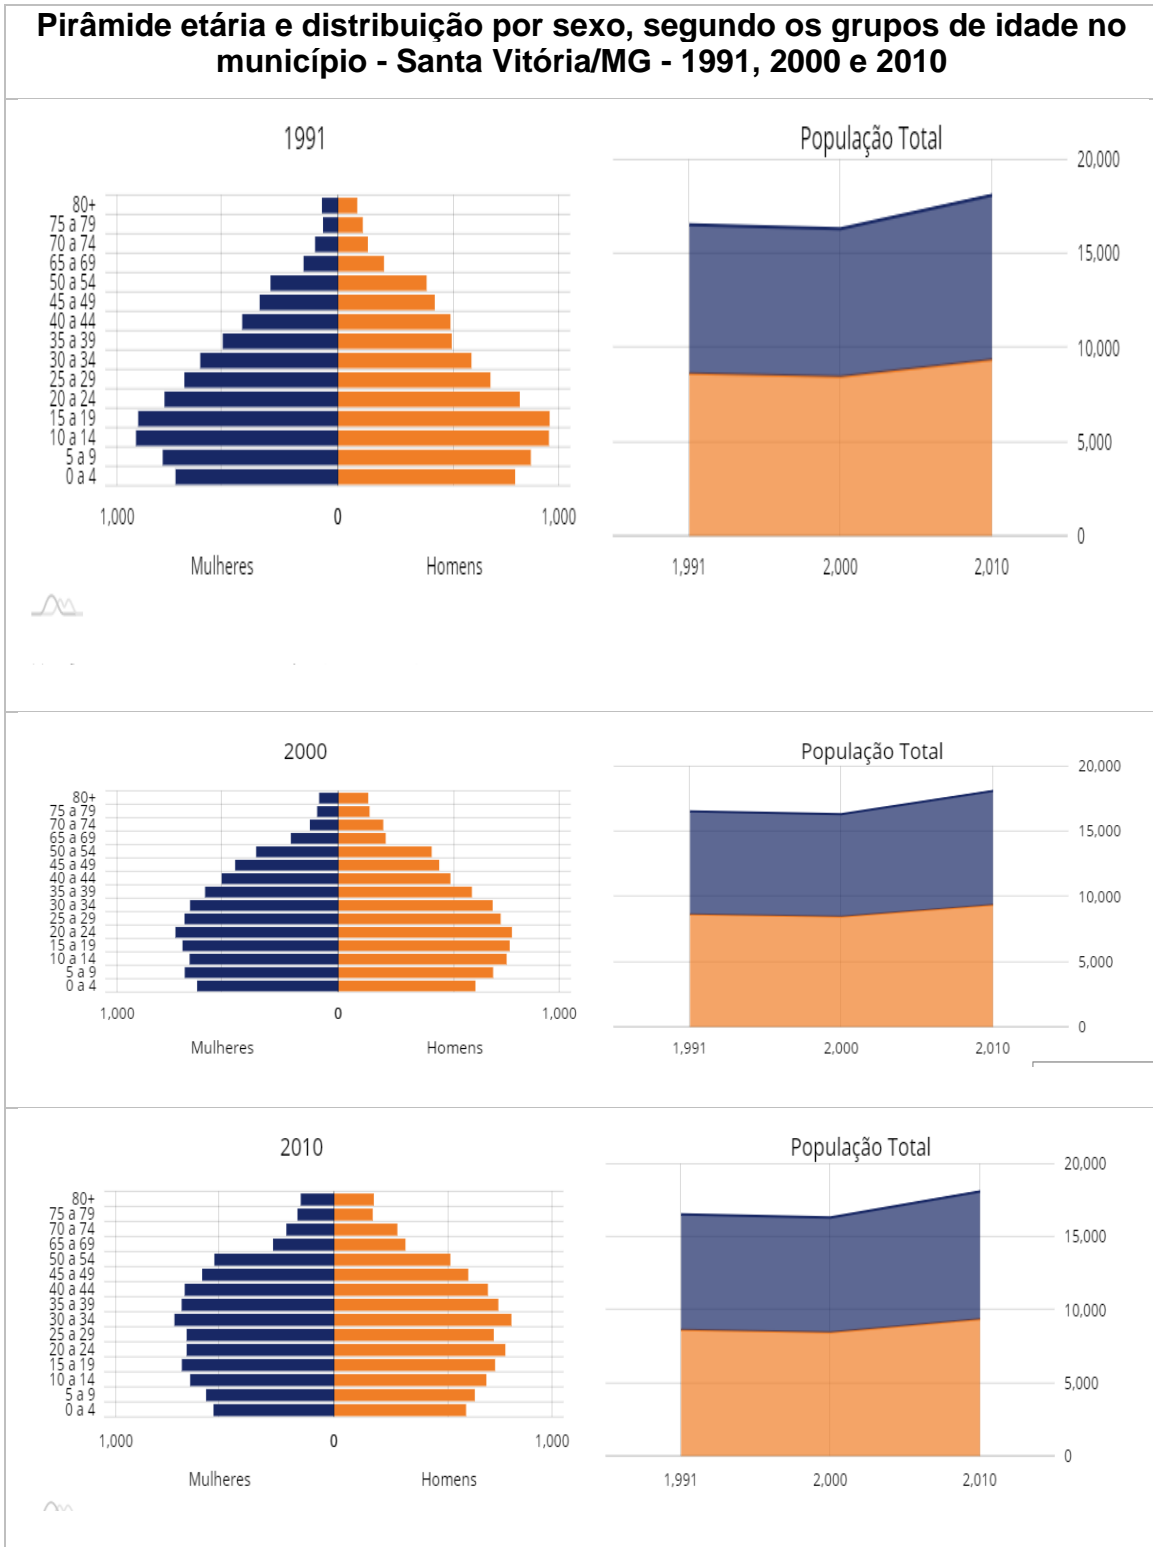 Pirâmide etária e distribuição por sexo, segundo os grupos de idade no
município - Santa Vitória/MG - 1991, 2000 e 2010
1991
80+
75 a 79
70 a 74
65 a 69
50 a 54
45 a 49
40 a 44
35 a 39
30 a 34
25 a 29
20 a 24
15 a 19
10 a 14
5 a 9
0 a 4
1,000 0 1,000
Mulheres Homens
População Total
20,000
15,000
10,000
5,000
0
1,991 2,000 2,010
2000
80+
75 a 79
70 a 74
65 a 69
50 a 54
45 a 49
40 a 44
35 a 39
30 a 34
25 a 29
20 a 24
15 a 19
10 a 14
5 a 9
0 a 4
1,000 0 1,000
Mulheres Homens
População Total
20,000
15,000
10,000
5,000
0
1,991 2,000 2,010
2010
80+
75 a 79
70 a 74
65 a 69
50 a 54
45 a 49
40 a 44
35 a 39
30 a 34
25 a 29
20 a 24
15 a 19
10 a 14
5 a 9
0 a 4
1,000 0 1,000
Mulheres Homens
População Total
20,000
15,000
10,000
5,000
0
1,991 2,000 2,010